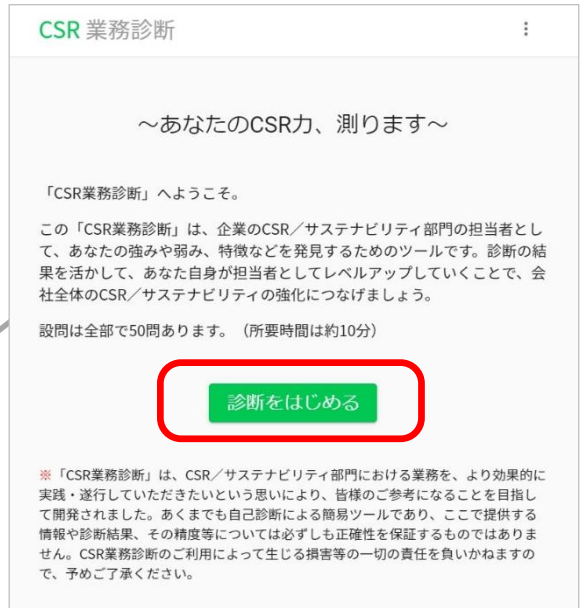 CSR 業務診断
～あなたのCSR力、測ります～
「CSR業務診断」へようこそ。
この「CSR業務診断」は、企業のCSR／サステナビリティ部門の担当者とし
て、あなたの強みや弱み、特徴などを発見するためのツールです。診断の結
果を活かして、あなた自身が担当者としてレベルアップしていくことで、会
社全体のCSR／サステナビリティの強化につなげましょう。
設問は全部で50問あります。（所要時間は約10分）
診断をはじめる
※「CSR業務診断」は、CSR／サステナビリティ部門における業務を、より効果的に
実践・遂行していただきたいという思いにより、皆様のご参考になることを目指し
て開発されました。あくまでも自己診断による簡易ツールであり、ここで提供する
情報や診断結果、その精度等については必ずしも正確性を保証するものではありま
せん。CSR業務診断のご利用によって生じる損害等の一切の責任を負いかねますの
で、予めご了承ください。